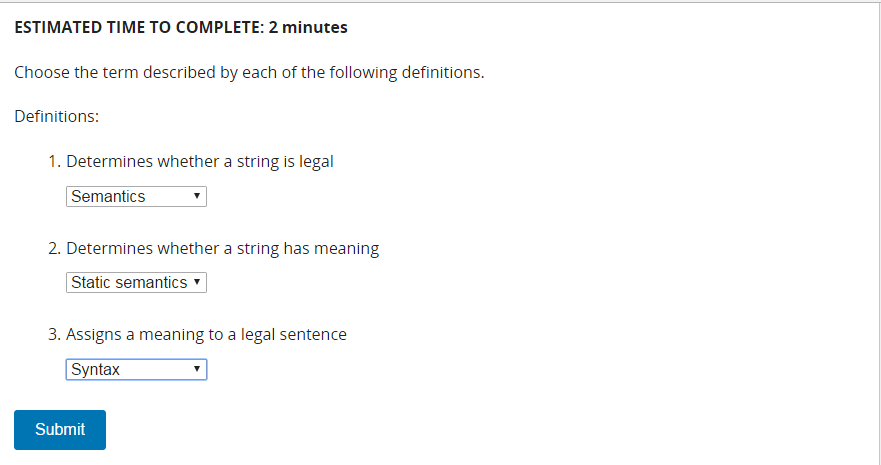 ESTIMATED TIME TO COMPLETE: 2 minutes
Choose the term described by each of the following definitions.
Definitions:
1. Determines whether a string is legal
Semantics
2. Determines whether a string has meaning
Static semantics
3. Assigns a meaning to a legal sentence
Syntax
Submit